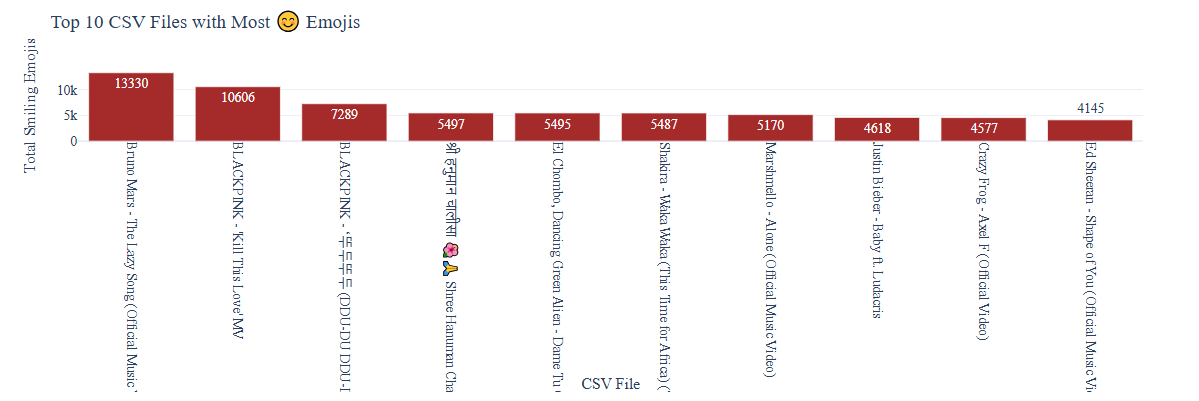 Top 10 CSV Files with Most 😊 Emojis
Total Smiling Emojis
10k
5k
0
13330
10606
7289
5497
5495
5487
5170
4618
4577
4145
Bruno Mars - The Lazy Song (Official Music
BLACKPINK - 'Kill This Love' MV
BLACKPINK - '뚜두뚜두' (DDU-DU DDU-
श्री हनुमान चालीसा 🌺🙏 Shree Hanuman Cha
El Chombo, Dancing Green Alien - Dame Tu
Shakira - Waka Waka (This Time for Africa) (
Marshmello - Alone (Official Music Video)
Justin Bieber - Baby ft. Ludacris
Crazy Frog - Axel F (Official Video)
Ed Sheeran - Shape of You (Official Music Vi
CSV File